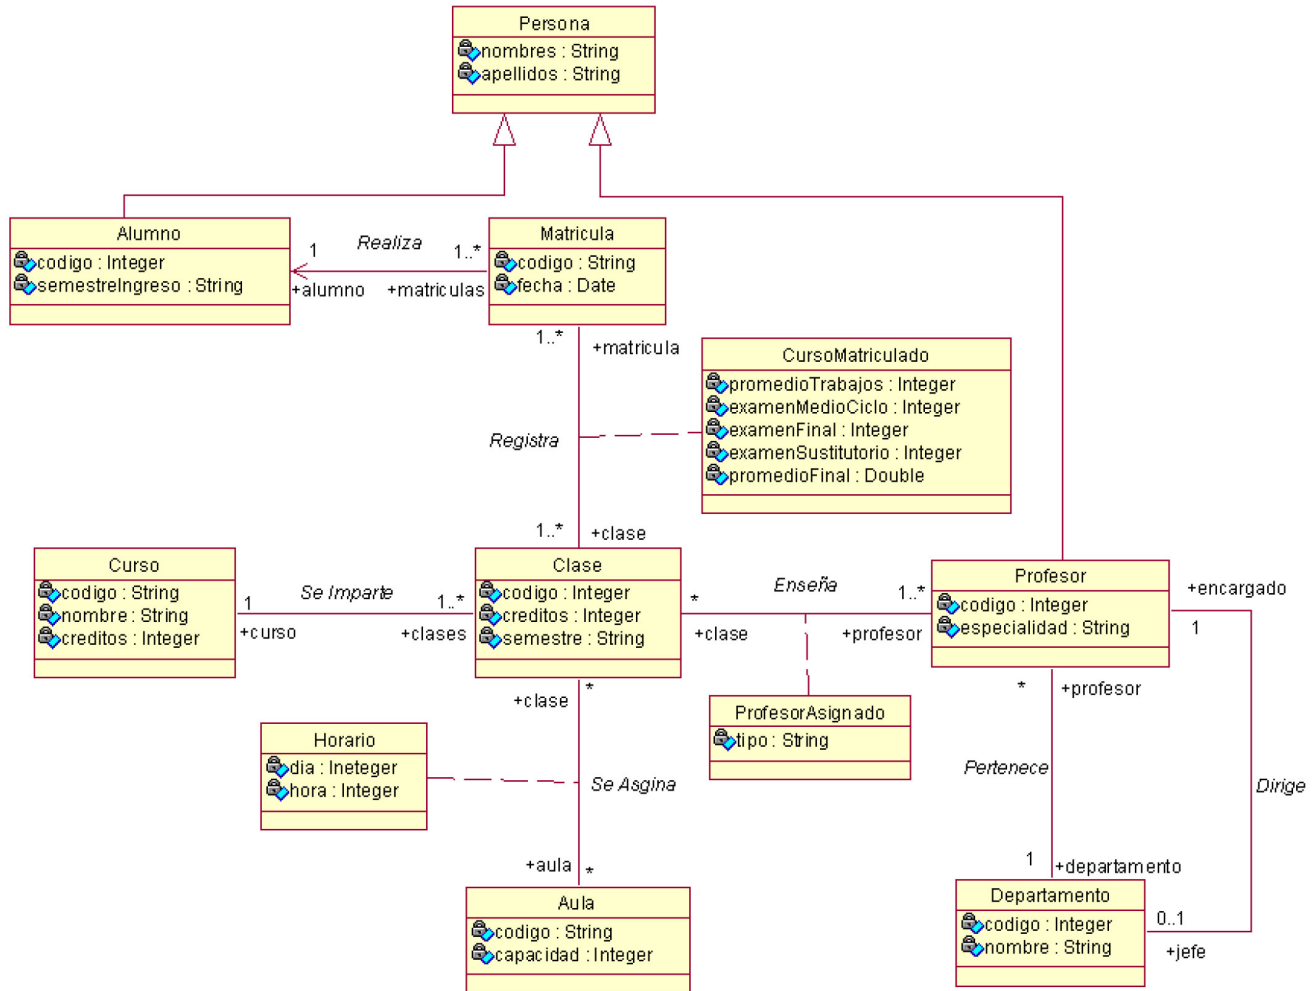 Persona
nombres : String
apellidos : String
Alumno
codigo : Integer
semestreIngreso : String
1
Realiza
1..*
+alumno
+matriculas
Matricula
codigo : String
fecha : Date
1..*
+matricula
CursoMatriculado
promedioTrabajos : Integer
examenMedioCiclo : Integer
examenFinal : Integer
examenSustitutorio : Integer
promedioFinal : Double
Registra
1..*
+clase
Curso
codigo : String
nombre : String
creditos : Integer
1
Se Imparte
1..*
+curso
+clases
Clase
codigo : Integer
creditos : Integer
semestre : String
*
Enseña
1..*
+clase
+profesor
Profesor
codigo : Integer
especialidad : String
+encargado
1
ProfesorAsignado
tipo : String
*
+profesor
Pertenece
Dirige
1
+departamento
+clase
*
Horario
dia : Ineteger
hora : Integer
Se Asgina
+aula
*
Aula
codigo : String
capacidad : Integer
Departamento
codigo : Integer
nombre : String
0..1
+jefe